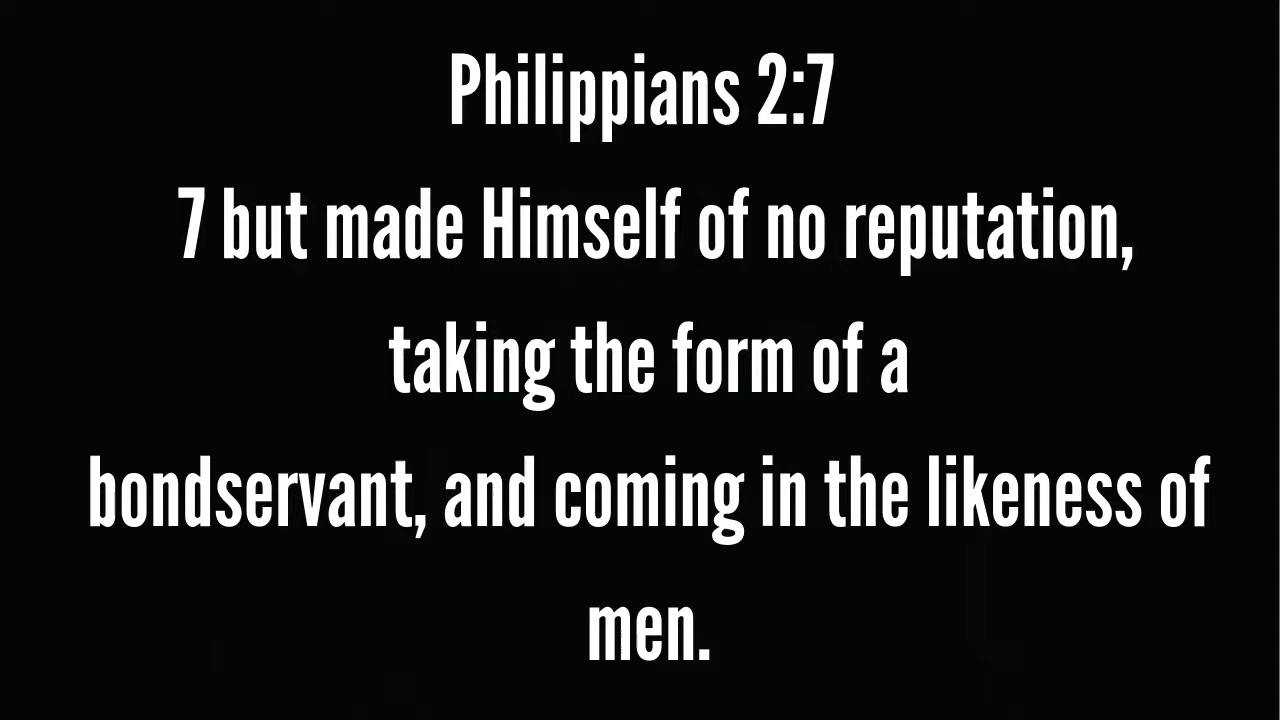 Philippians 2:7
7 but made Himself of no reputation,
taking the form of a
bondservant, and coming in the likeness of
men.